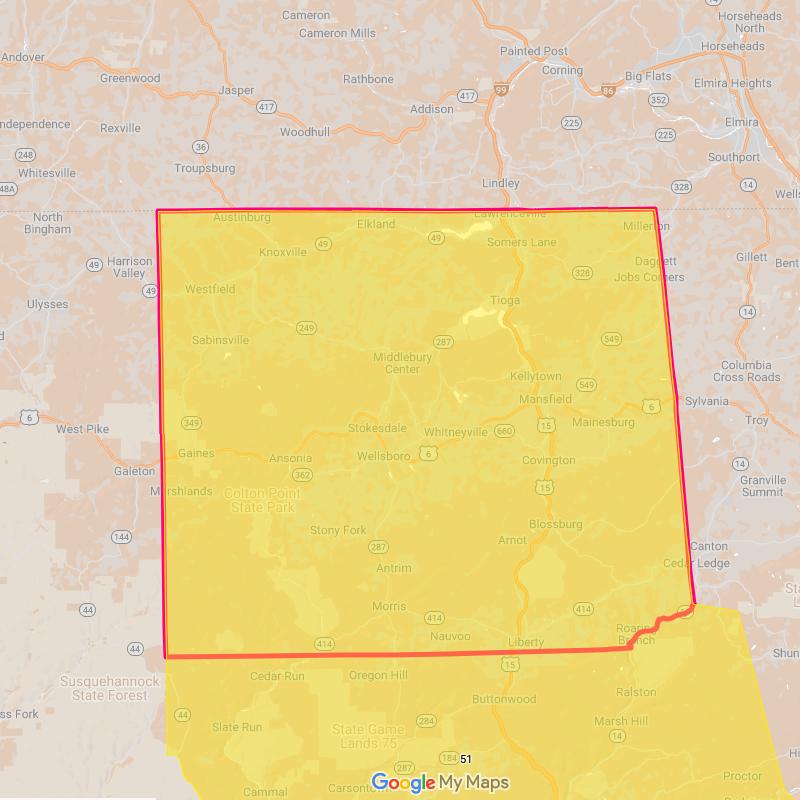 Cameron
Cameron Mills
Horseheads
North
Andover
Painted Post
Horseheads
Corning
Greenwood
Rathbone
Big Flats
Elmira Heights
Jasper
99
86
417
417
Addison
352
ndependence
Rexville
Woodhull
225
225
Elmira
36
248
Troupsburg
Southport
Whitesville
48A
Lindley
328
14
Wells
North
Bingham
Austinburg
Elkland
Lawrenceville
Millerton
49
49
Somers Lane
Knoxville
Harrison
Valley
49
49
328
Daggett
Jobs Corners
Gillett
Bent
Westfield
Ulysses
Tioga
14
249
Sabinsville
287
549
Middlebury
Center
Columbia
Cross Roads
Kellytown
549
Mansfield
Sylvania
6
6
West Pike
349
Stokesdale
Whitneyville
660
15
Mainesburg
Troy
Gaines
Ansonia
Wellsboro
6
Covington
14
Galeton
362
Granville
Summit
Marshlands
Colton Point
State Park
15
144
Stony Fork
Blossburg
287
Arnot
Canton
Cedar Ledge
Antrim
44
Morris
414
414
Sta
L
Nauvoo
Roaring
Branch
44
414
Liberty
Shun
15
Susquehannock
State Forest
Cedar Run
Oregon Hill
Ralston
Buttonwood
ss Fork
44
Slate Run
State Game
Lands 75
284
Marsh Hill
14
Hi
184
51
287
Proctor
Google My Maps
Cammal
Carsontown